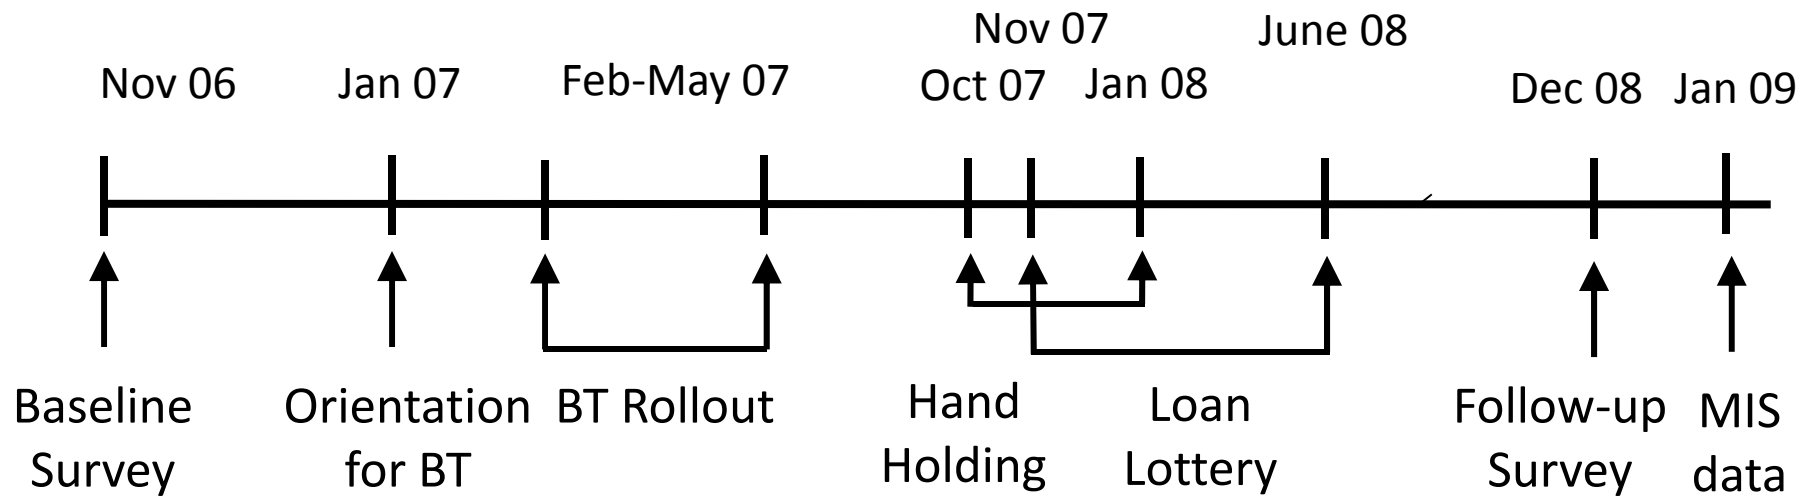 Nov 07
June 08
Nov 06
Jan 07
Feb-May 07
Oct 07
Jan 08
Dec 08
Jan 09
Baseline
Survey
Orientation
for BT
BT Rollout
Hand
Holding
Loan
Lottery
Follow-up
Survey
MIS
data